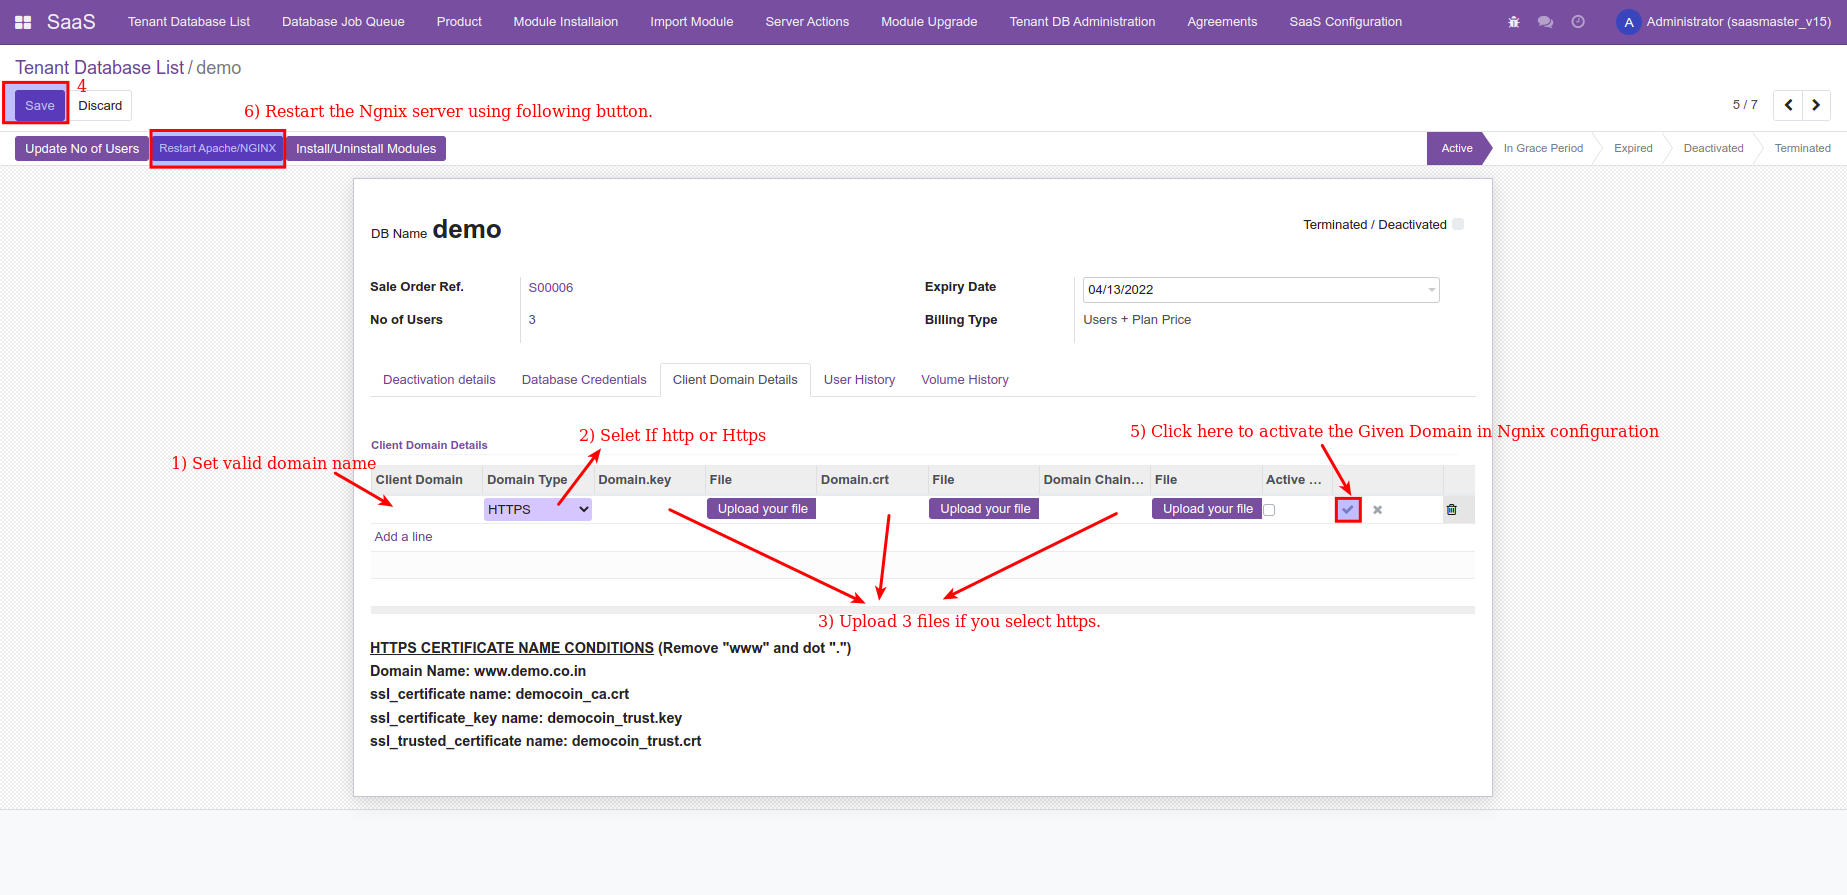 SaaS Tenant Database List Database Job Queue Product Module Installaion Import Module Server Actions Module Upgrade Tenant DB Administration Agreements SaaS Configuration A Administrator (saasmaster_v15)
Tenant Database List / demo
4
Save Discard
6) Restart the Ngnix server using following button.
5 / 7
Update No of Users Restart Apache/NGINX Install/Uninstall Modules
Active In Grace Period Expired Deactivated Terminated
DB Name demo
Terminated / Deactivated
Sale Order Ref. S00006 Expiry Date 04/13/2022
No of Users 3 Billing Type Users + Plan Price
Deactivation details Database Credentials Client Domain Details User History Volume History
Client Domain Details
2) Selet If http or Https
5) Click here to activate the Given Domain in Ngnix configuration
1) Set valid domain name
Client Domain Domain Type Domain.key File Domain.crt File Domain Chain... File Active ...
HTTPS Upload your file Upload your file Upload your file
Add a line
3) Upload 3 files if you select https.
HTTPS CERTIFICATE NAME CONDITIONS (Remove "www" and dot ".")
Domain Name: www.demo.co.in
ssl_certificate name: democoin_ca.crt
ssl_certificate_key name: democoin_trust.key
ssl_trusted_certificate name: democoin_trust.crt